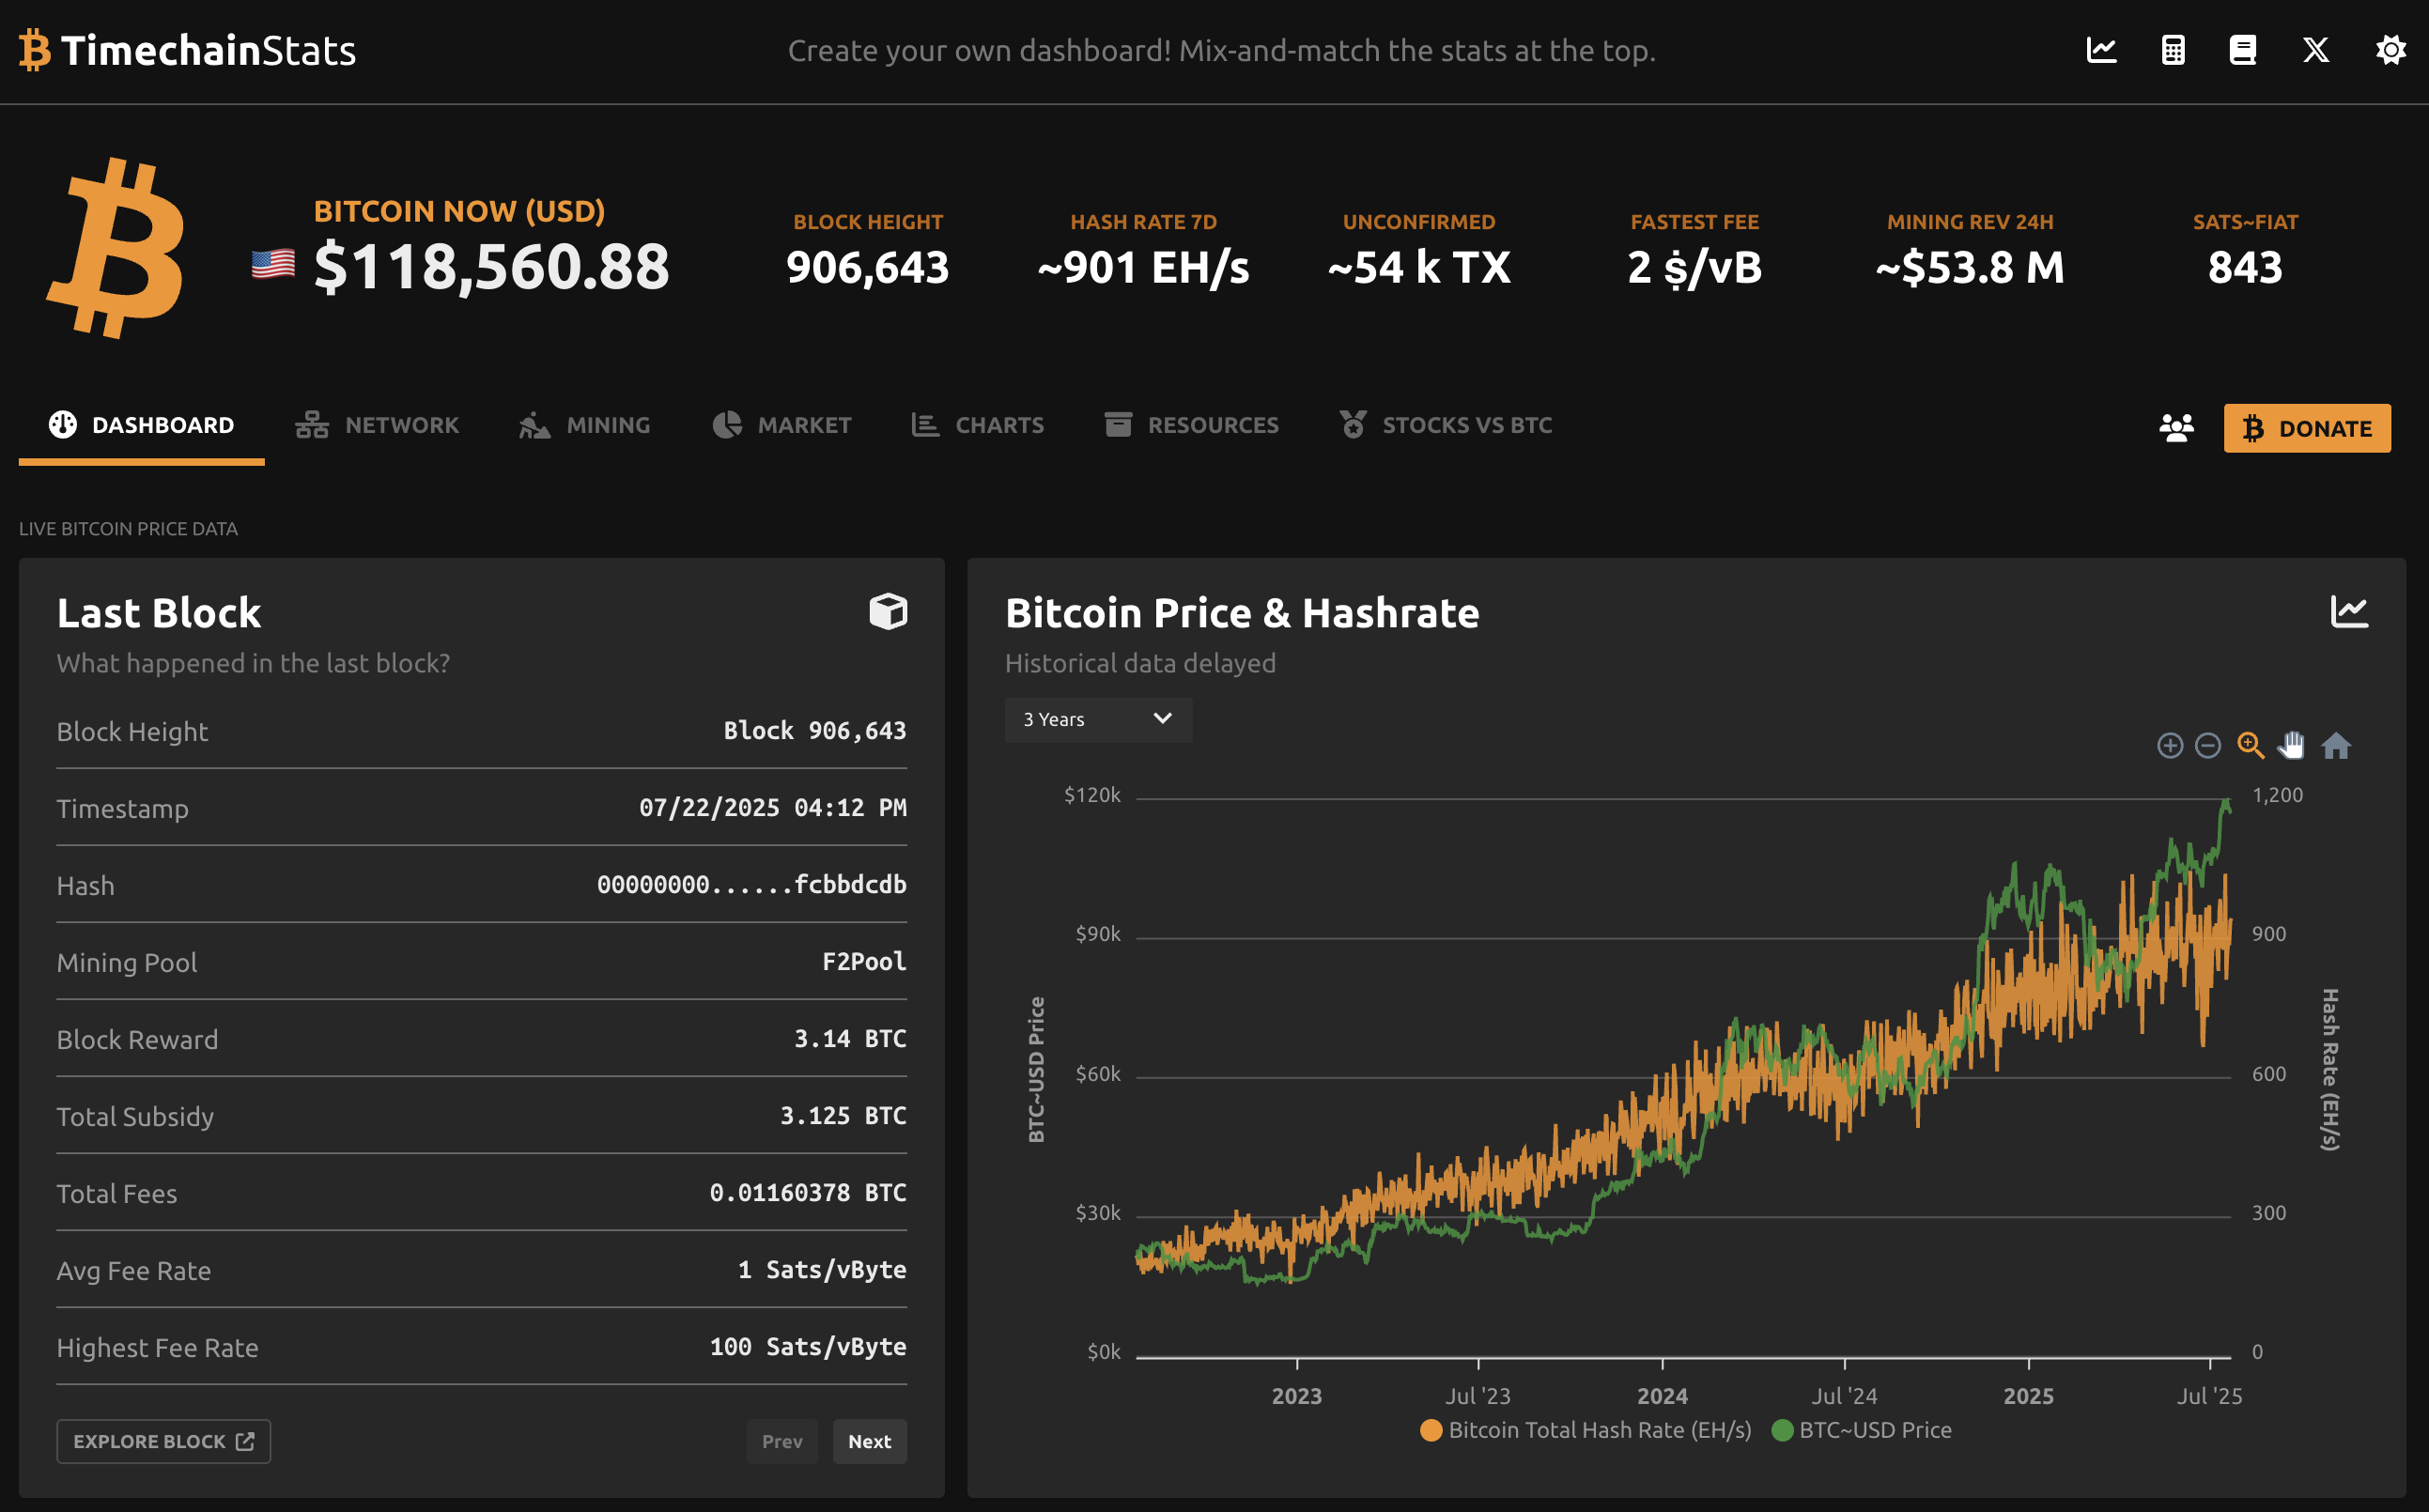 TimechainStats
Create your own dashboard! Mix-and-match the stats at the top.
BITCOIN NOW (USD)
$118,560.88
BLOCK HEIGHT
906,643
HASH RATE 7D
~901 EH/s
UNCONFIRMED
~54 k TX
FASTEST FEE
2 $/vB
MINING REV 24H
~$53.8 M
SATS~FIAT
843
DASHBOARD
NETWORK
MINING
MARKET
CHARTS
RESOURCES
STOCKS VS BTC
DONATE
LIVE BITCOIN PRICE DATA
Last Block
What happened in the last block?
Block Height Block 906,643
Timestamp 07/22/2025 04:12 PM
Hash 00000000......fcbbdcdb
Mining Pool F2Pool
Block Reward 3.14 BTC
Total Subsidy 3.125 BTC
Total Fees 0.01160378 BTC
Avg Fee Rate 1 Sats/vByte
Highest Fee Rate 100 Sats/vByte
EXPLORE BLOCK
Prev
Next
Bitcoin Price & Hashrate
Historical data delayed
3 Years
$120k
$90k
$60k
$30k
$0k
BTC~USD Price
1,200
900
600
300
0
Hash Rate (EH/s)
2023
Jul '23
2024
Jul '24
2025
Jul '25
Bitcoin Total Hash Rate (EH/s)
BTC~USD Price